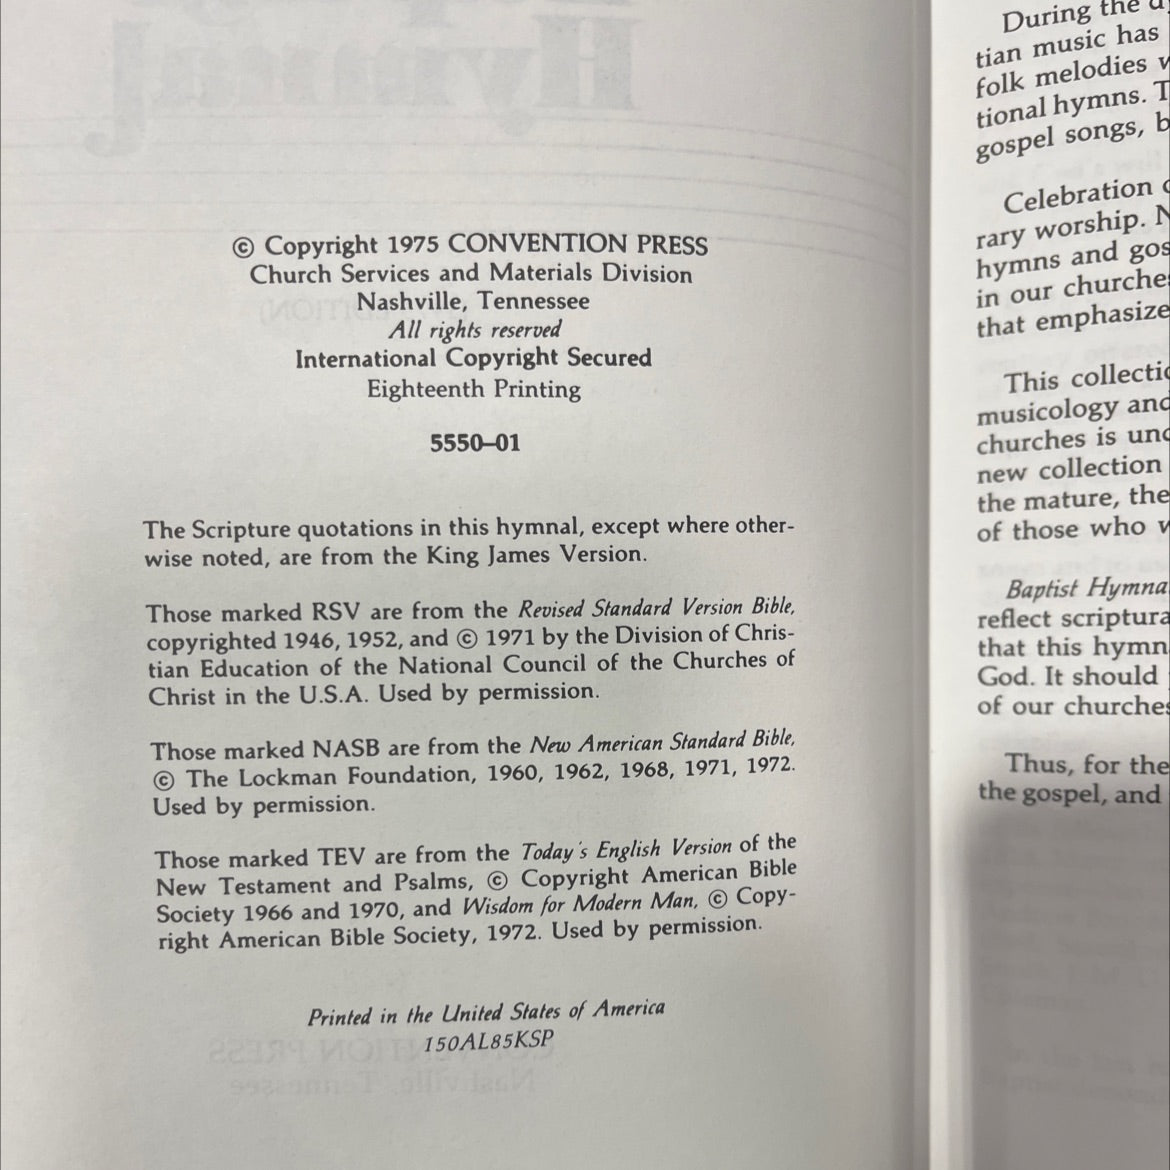 © Copyright 1975 CONVENTION PRESS
Church Services and Materials Division
Nashville, Tennessee
All rights reserved
International Copyright Secured
Eighteenth Printing
5550–01
The Scripture quotations in this hymnal, except where other-
wise noted, are from the King James Version.
Those marked RSV are from the Revised Standard Version Bible,
copyrighted 1946, 1952, and © 1971 by the Division of Chris-
tian Education of the National Council of the Churches of
Christ in the U.S.A. Used by permission.
Those marked NASB are from the New American Standard Bible,
© The Lockman Foundation, 1960, 1962, 1968, 1971, 1972.
Used by permission.
Those marked TEV are from the Today's English Version of the
New Testament and Psalms, © Copyright American Bible
Society 1966 and 1970, and Wisdom for Modern Man, © Copy-
right American Bible Society, 1972. Used by permission.
Printed in the United States of America
150AL85KSP
During the
tian music has
folk melodies
tional hymns.
gospel songs,
Celebration
rary worship.
hymns and
in our
that emphasize
This
musicology and
churches is
new collection
the mature, the
of those who
Baptist
reflect
that this
God. It should
of our
Thus, for the
the gospel, and